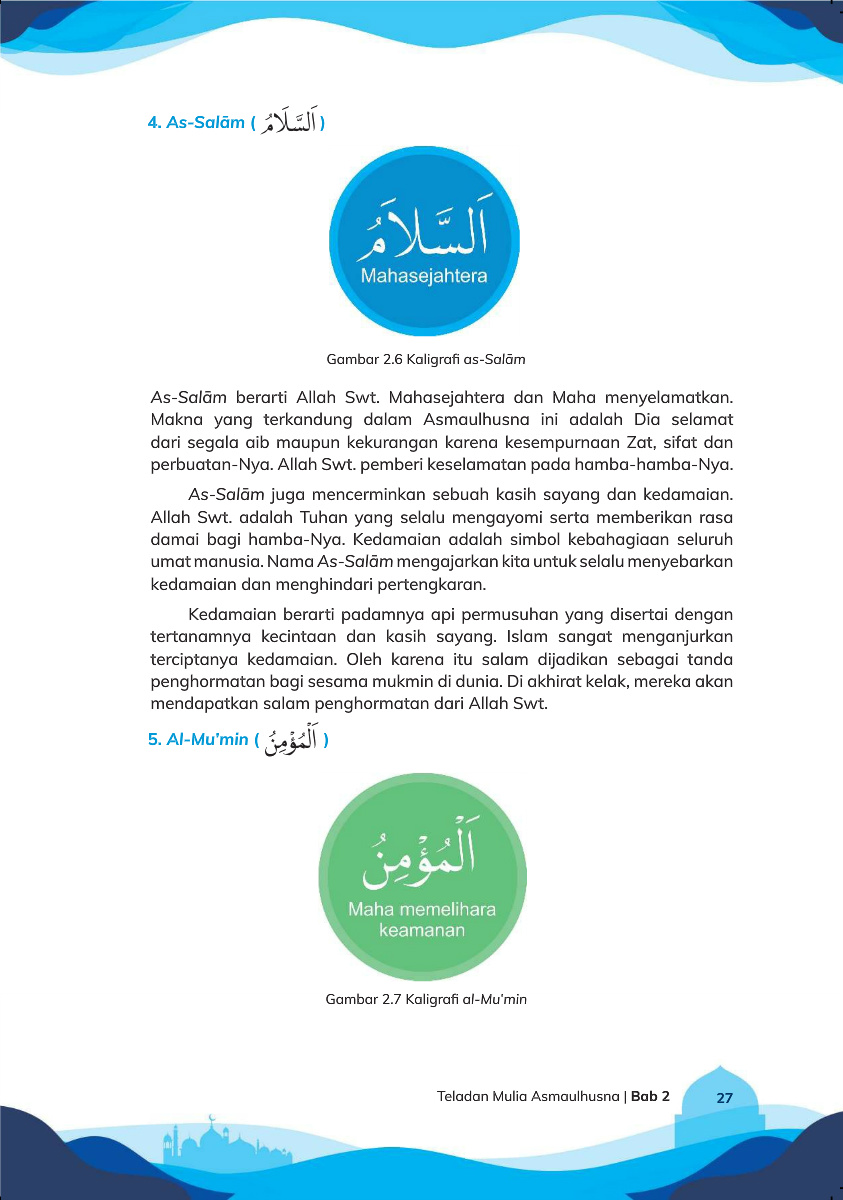 4. As-Salām ( اَلسَّلَامُ )
اَلسَّلَامُ
Mahasejahtera
Gambar 2.6 Kaligrafi as-Salām
As-Salām berarti Allah Swt. Mahasejahtera dan Maha menyelamatkan.
Makna yang terkandung dalam Asmaulhusna ini adalah Dia selamat
dari segala aib maupun kekurangan karena kesempurnaan Zat, sifat dan
perbuatan-Nya. Allah Swt. pemberi keselamatan pada hamba-hamba-Nya.
As-Salām juga mencerminkan sebuah kasih sayang dan kedamaian.
Allah Swt. adalah Tuhan yang selalu mengayomi serta memberikan rasa
damai bagi hamba-Nya. Kedamaian adalah simbol kebahagiaan seluruh
umat manusia. Nama As-Salām mengajarkan kita untuk selalu menyebarkan
kedamaian dan menghindari pertengkaran.
Kedamaian berarti padamnya api permusuhan yang disertai dengan
tertanamnya kecintaan dan kasih sayang. Islam sangat menganjurkan
terciptanya kedamaian. Oleh karena itu salam dijadikan sebagai tanda
penghormatan bagi sesama mukmin di dunia. Di akhirat kelak, mereka akan
mendapatkan salam penghormatan dari Allah Swt.
5. Al-Mu’min ( اَلْمُؤْمِنُ )
اَلْمُؤْمِنُ
Maha memelihara
keamanan
Gambar 2.7 Kaligrafi al-Mu’min
Teladan Mulia Asmaulhusna | Bab 2 27